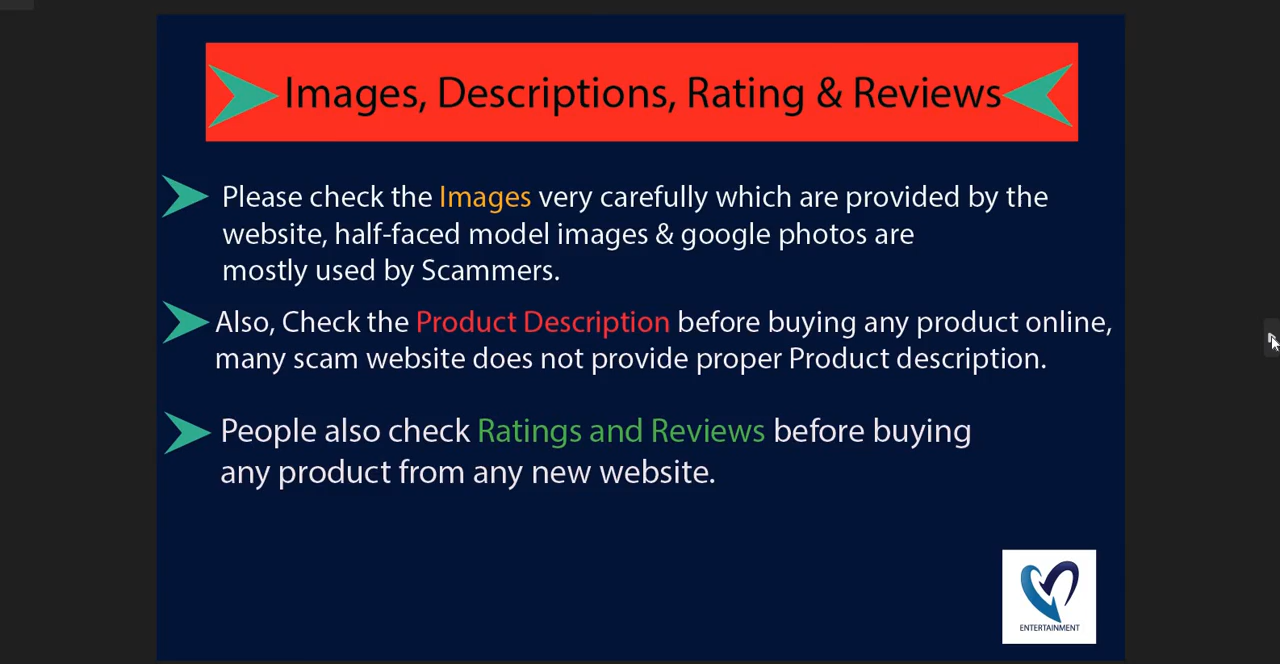 Images, Descriptions, Rating & Reviews
Please check the Images very carefully which are provided by the
website, half-faced model images & google photos are
mostly used by Scammers.
Also, Check the Product Description before buying any product online,
many scam website does not provide proper Product description.
People also check Ratings and Reviews before buying
any product from any new website.
ENTERTAINMENT